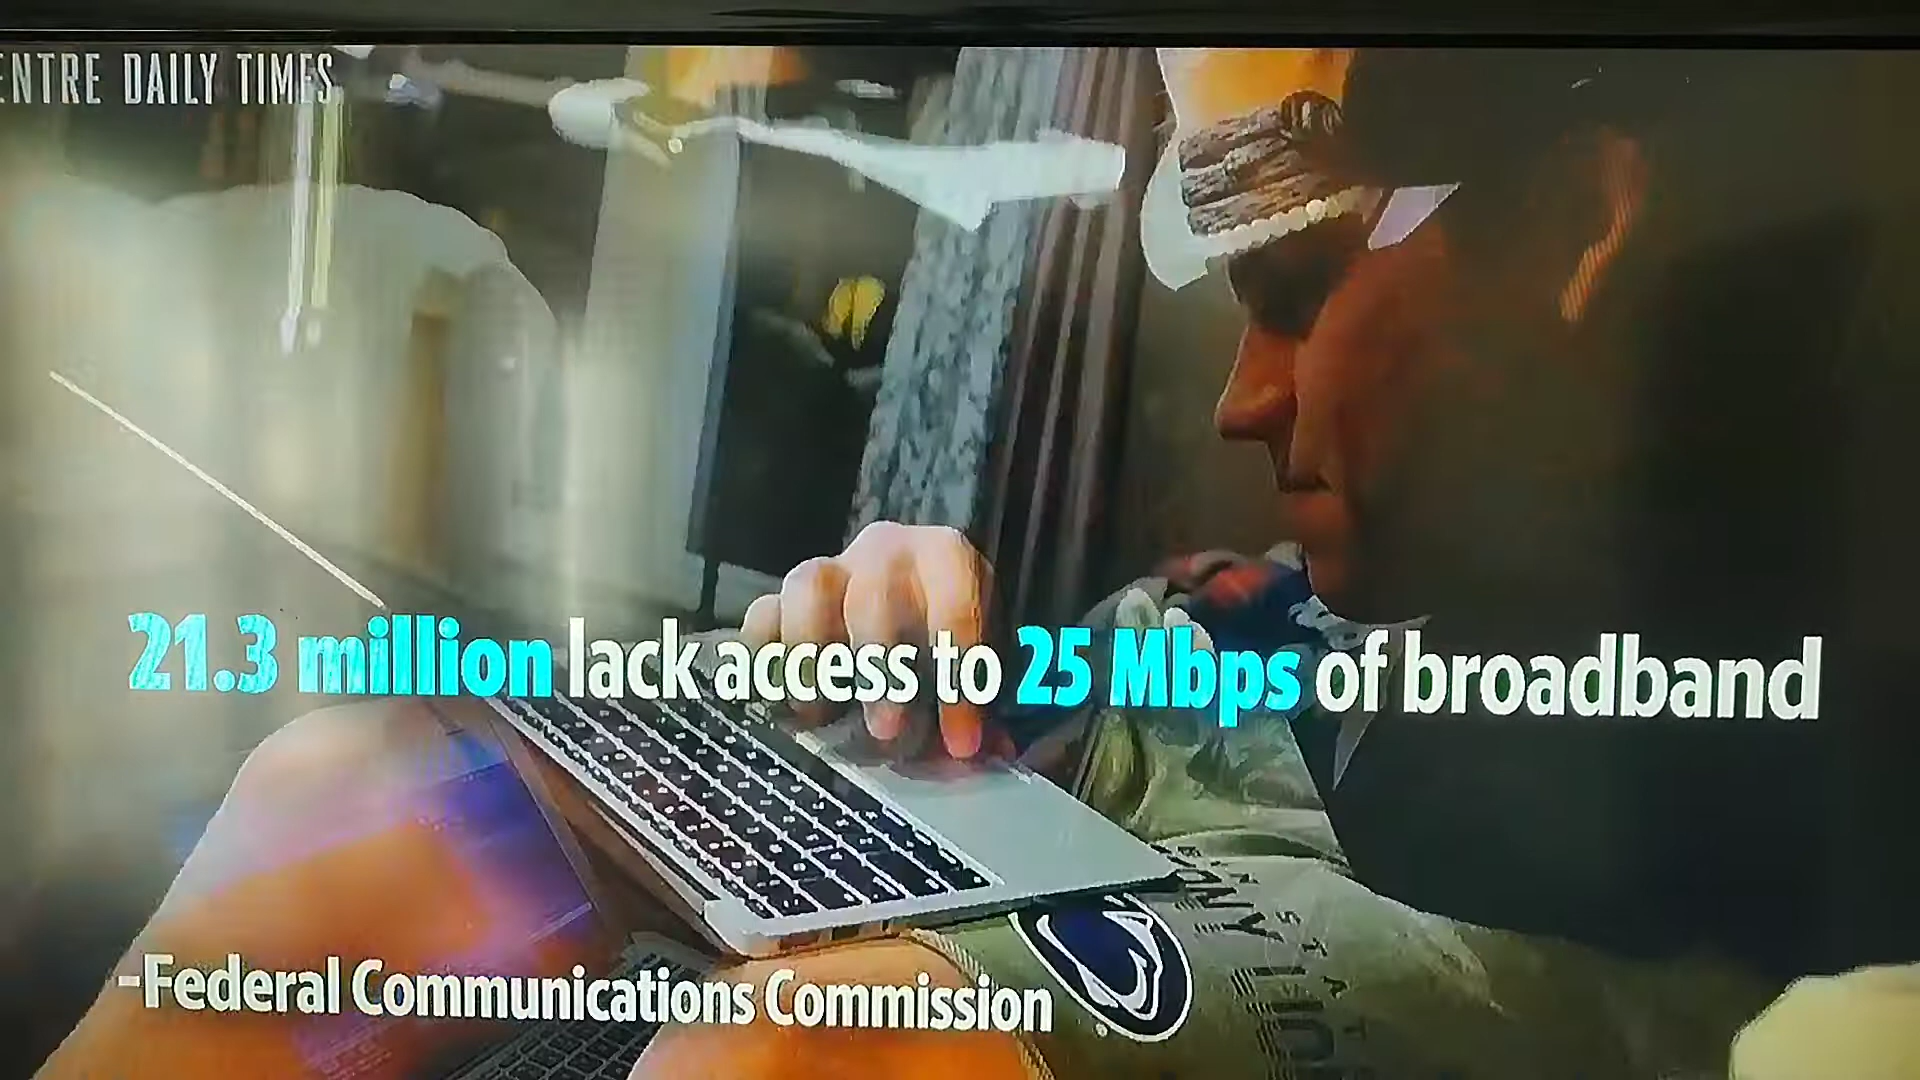 ENTRE DAILY TIMES
21.3 million lack access to 25 Mbps of broadband
-Federal Communications Commission